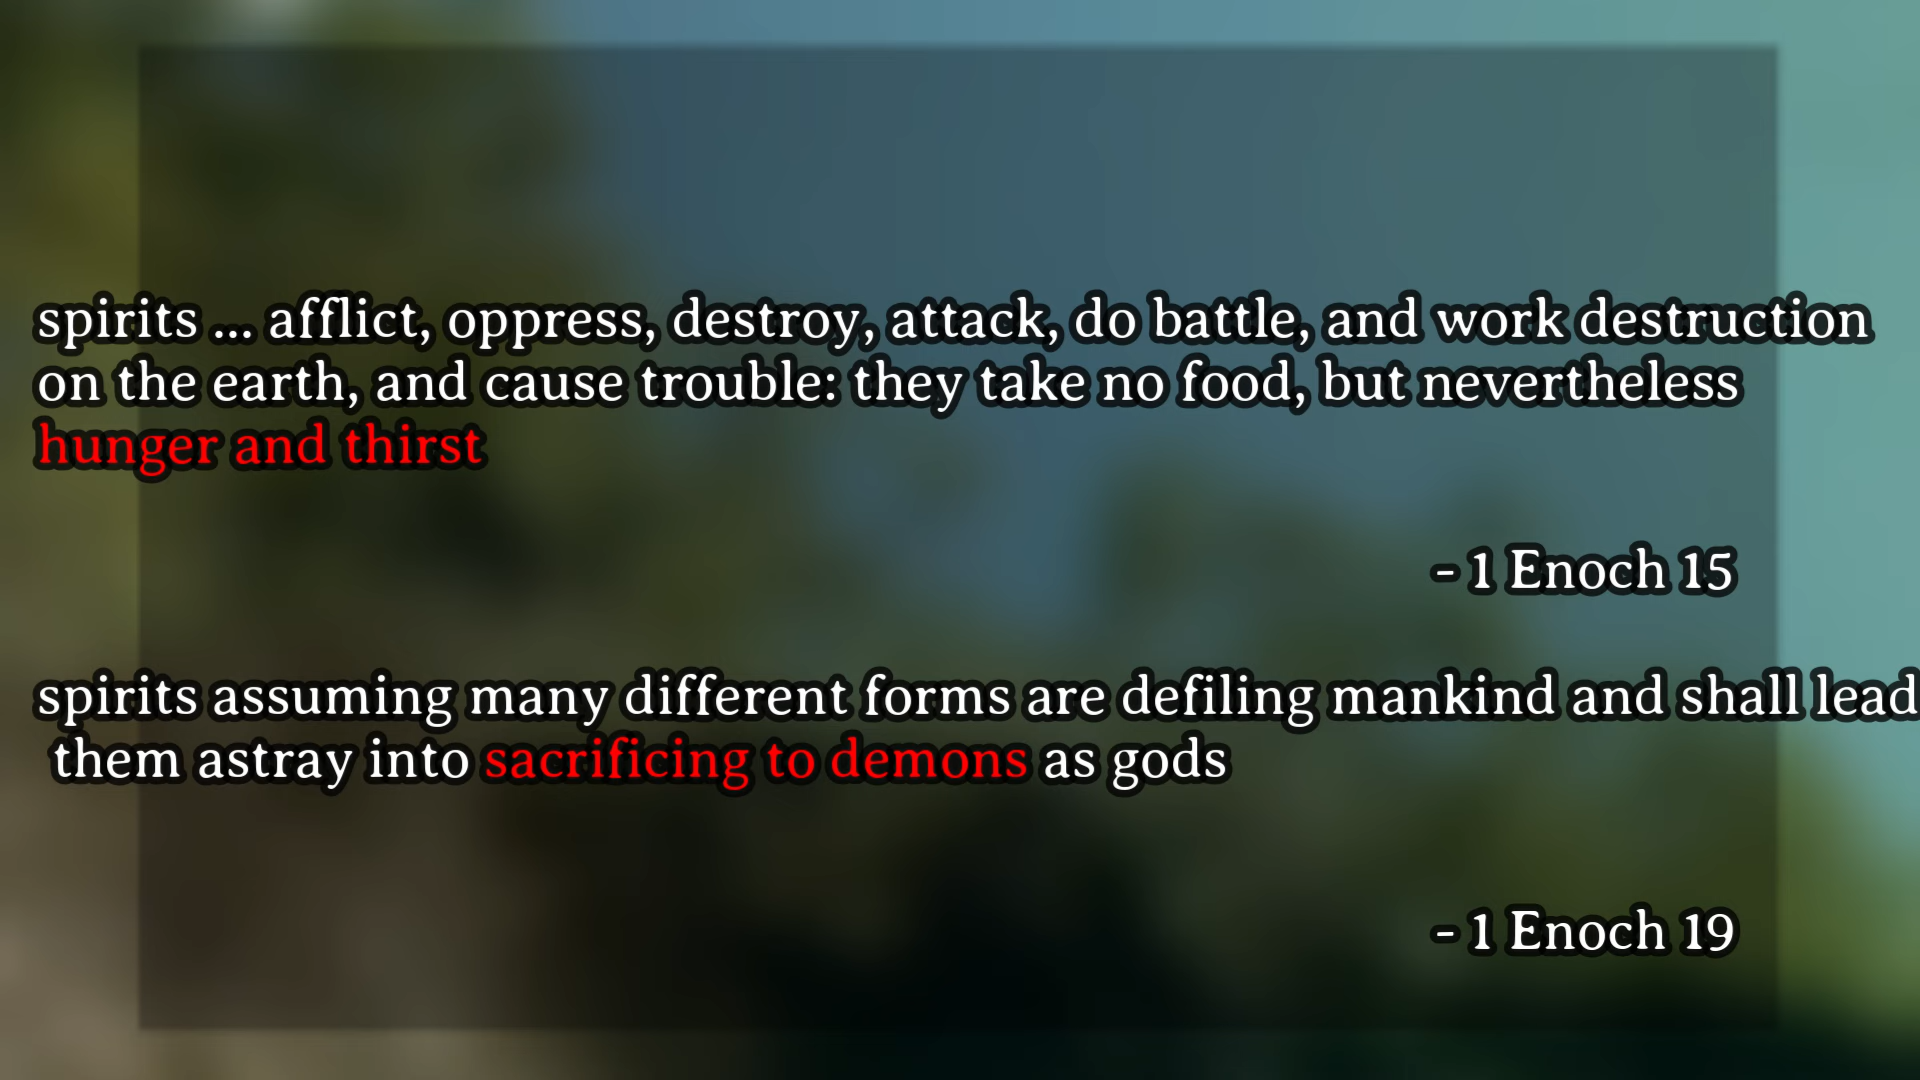 spirits ... afflict, oppress, destroy, attack, do battle, and work destruction
on the earth, and cause trouble: they take no food, but nevertheless
hunger and thirst
- 1 Enoch 15
spirits assuming many different forms are defiling mankind and shall lead
them astray into sacrificing to demons as gods
- 1 Enoch 19